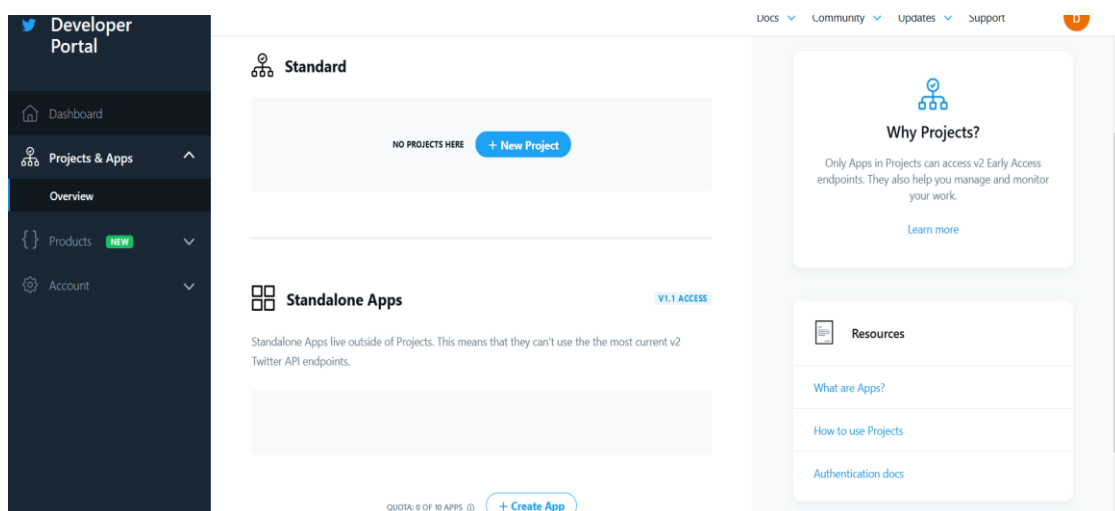 Developer
Portal
Docs Community Updates Support
Dashboard
Projects & Apps
Overview
Products NEW
Account
Standard
NO PROJECTS HERE + New Project
Standalone Apps V1.1 ACCESS
Standalone Apps live outside of Projects. This means that they can't use the the most current v2
Twitter API endpoints.
QUOTA: 0 OF 10 APPS + Create App
b
Why Projects?
Only Apps in Projects can access v2 Early Access
endpoints. They also help you manage and monitor
your work.
Learn more
Resources
What are Apps?
How to use Projects
Authentication docs